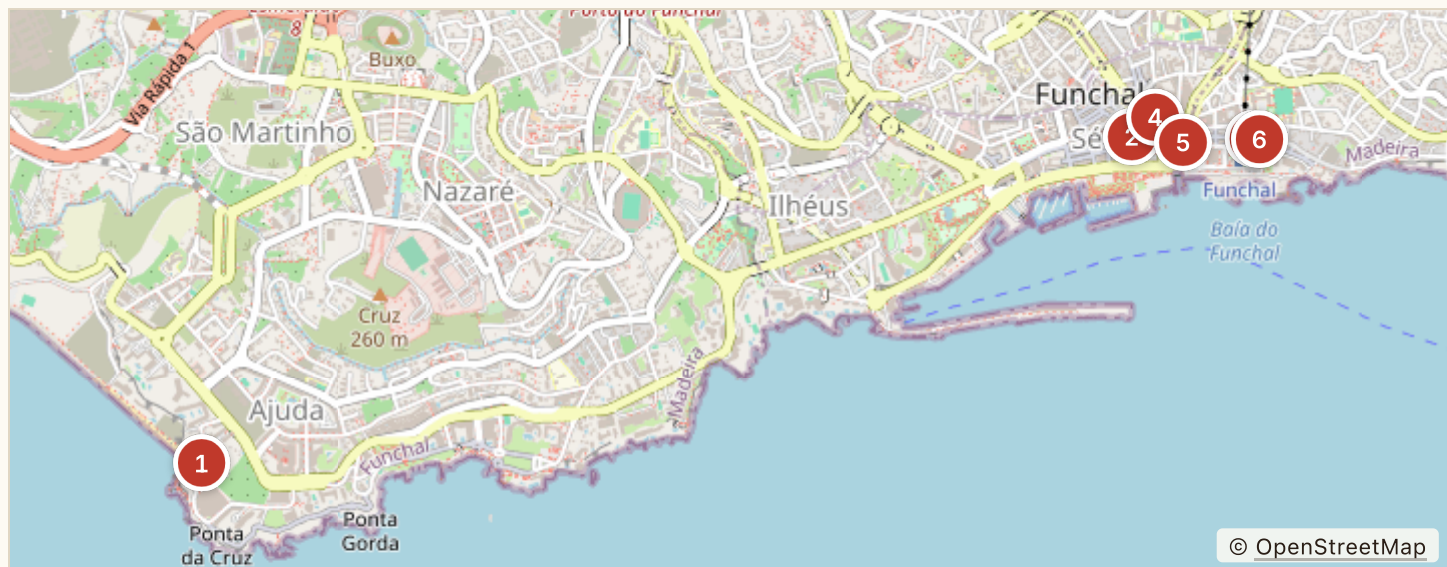 Porto do Funchal
8
Via Rápida 1
Buxo
São Martinho
Funchal
Sé
4
2
5
6
Madeira
Nazaré
Ilhéus
Funchal
Baía do
Funchal
Cruz
260 m
Madeira
Ajuda
1
Funchal
Ponta
da Cruz
Ponta
Gorda
© OpenStreetMap